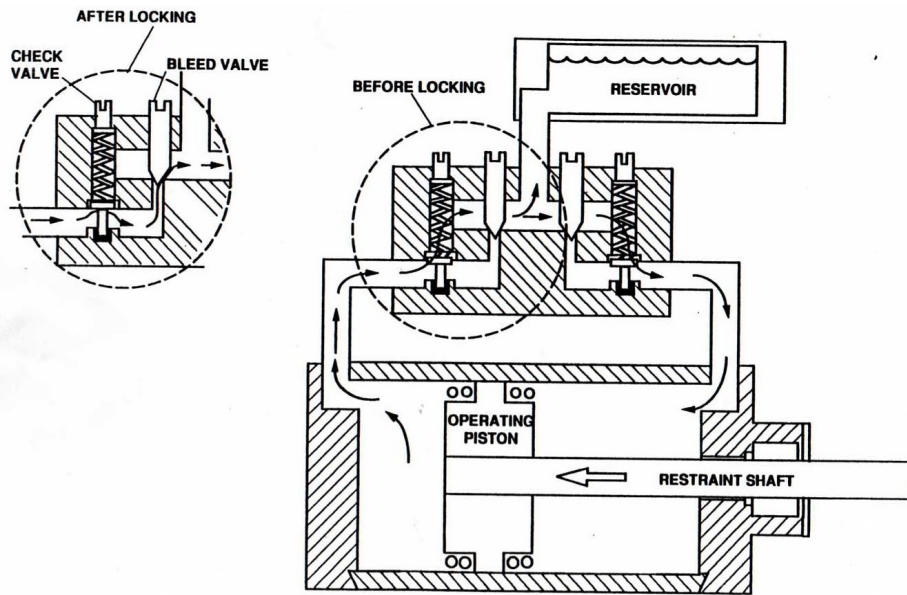 AFTER LOCKING
CHECK
VALVE
BLEED VALVE
BEFORE LOCKING
RESERVOIR
OPERATING
PISTON
RESTRAINT SHAFT